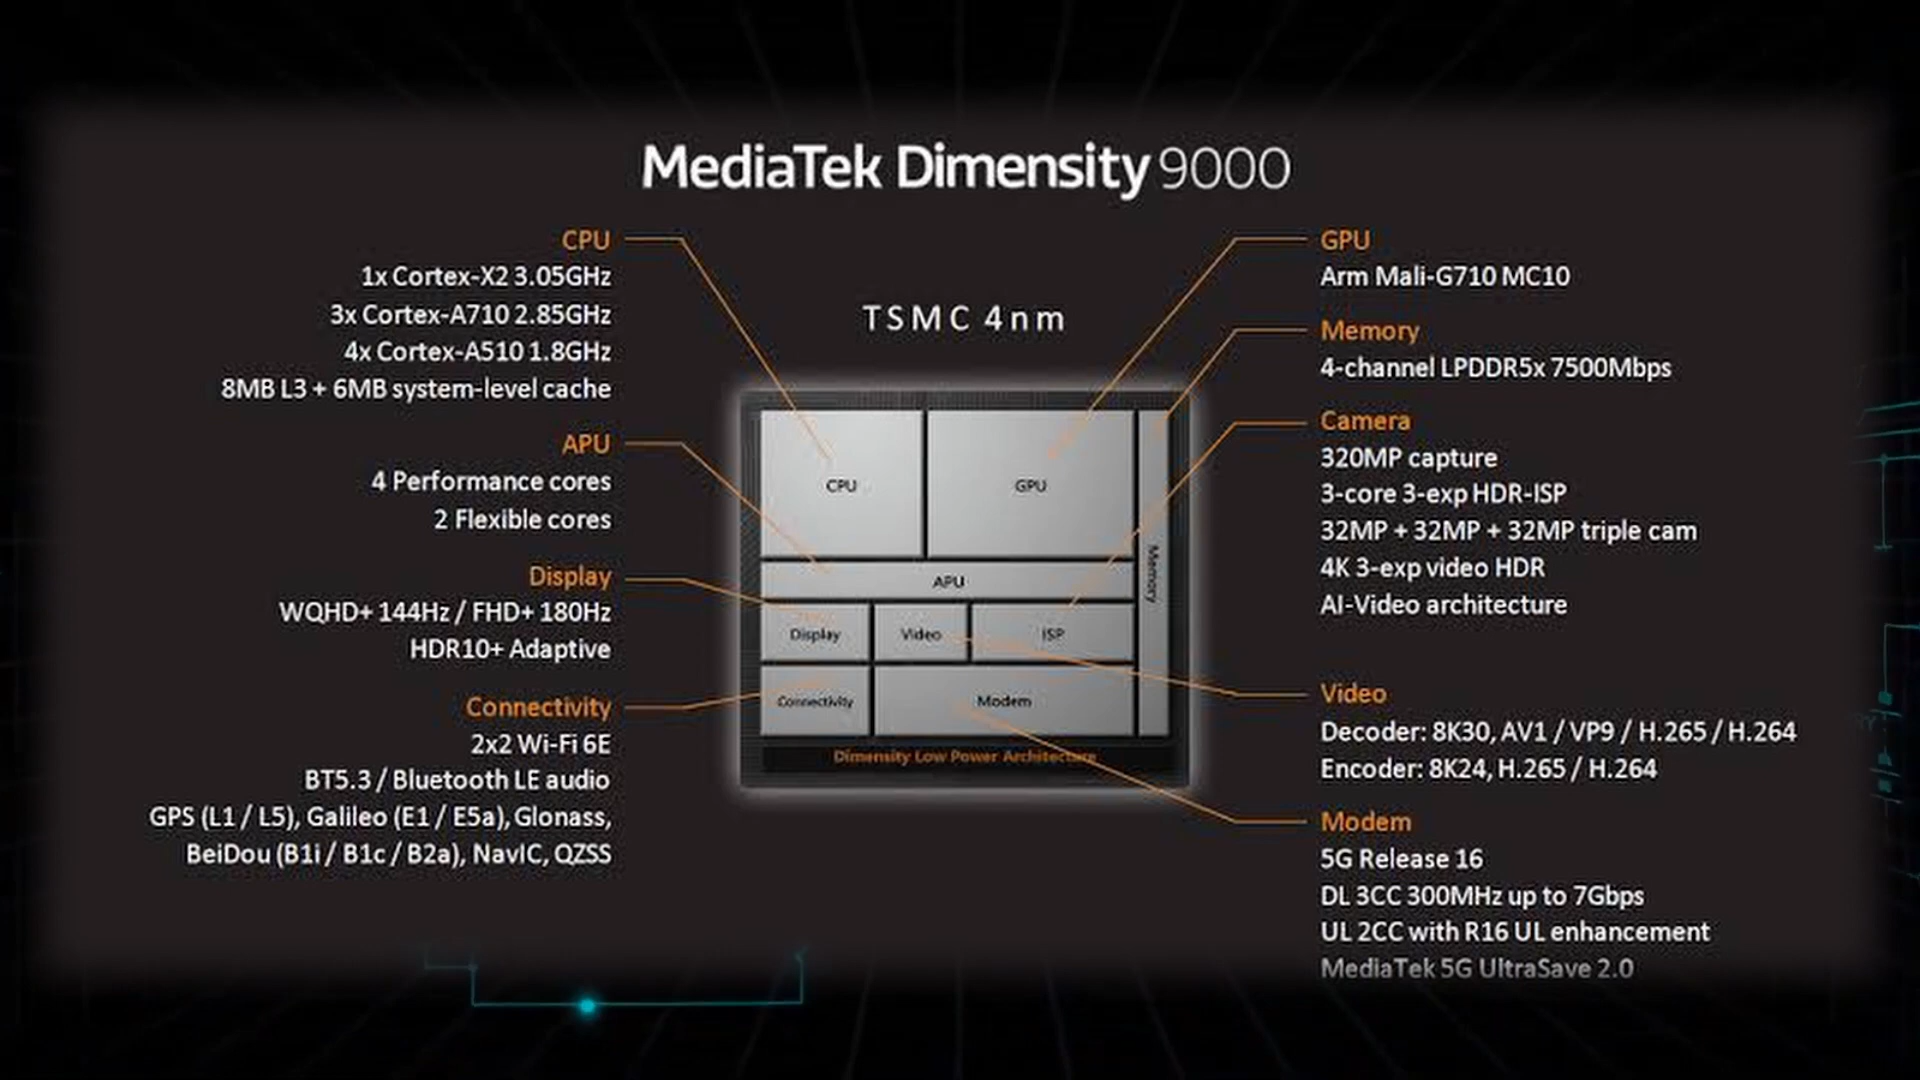 MediaTek Dimensity 9000
CPU
1x Cortex-X2 3.05GHz
3x Cortex-A710 2.85GHz
4x Cortex-A510 1.8GHz
8MB L3 + 6MB system-level cache
APU
4 Performance cores
2 Flexible cores
Display
WQHD+ 144Hz / FHD+ 180Hz
HDR10+ Adaptive
Connectivity
2x2 Wi-Fi 6E
BT5.3 / Bluetooth LE audio
GPS (L1 / L5), Galileo (E1 / E5a), Glonass,
BeiDou (B1i / B1c / B2a), NavIC, QZSS
TSMC 4nm
CPU
GPU
APU
Memory
Display
Video
ISP
Connectivity
Modem
Dimensity Low Power Architecture
GPU
Arm Mali-G710 MC10
Memory
4-channel LPDDR5x 7500Mbps
Camera
320MP capture
3-core 3-exp HDR-ISP
32MP + 32MP + 32MP triple cam
4K 3-exp video HDR
AI-Video architecture
Video
Decoder: 8K30, AV1 / VP9 / H.265 / H.264
Encoder: 8K24, H.265 / H.264
Modem
5G Release 16
DL 3CC 300MHz up to 7Gbps
UL 2CC with R16 UL enhancement
MediaTek 5G UltraSave 2.0